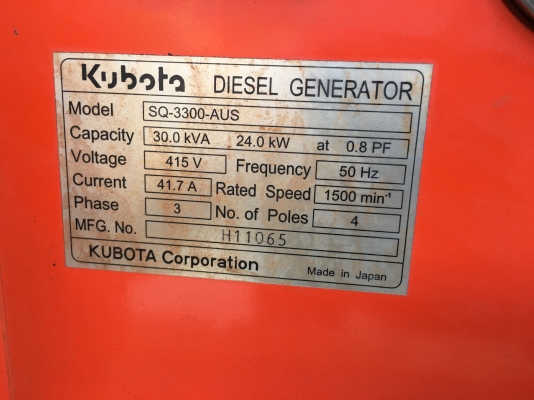 Kubota DIESEL GENERATOR
Model SQ-3300-AUS
Capacity 30.0 kVA 24.0 kW at 0.8 PF
Voltage 415 V Frequency 50 Hz
Current 41.7 A Rated Speed 1500 min⁻¹
Phase 3 No. of Poles 4
MFG. No. H11065
KUBOTA Corporation Made in Japan